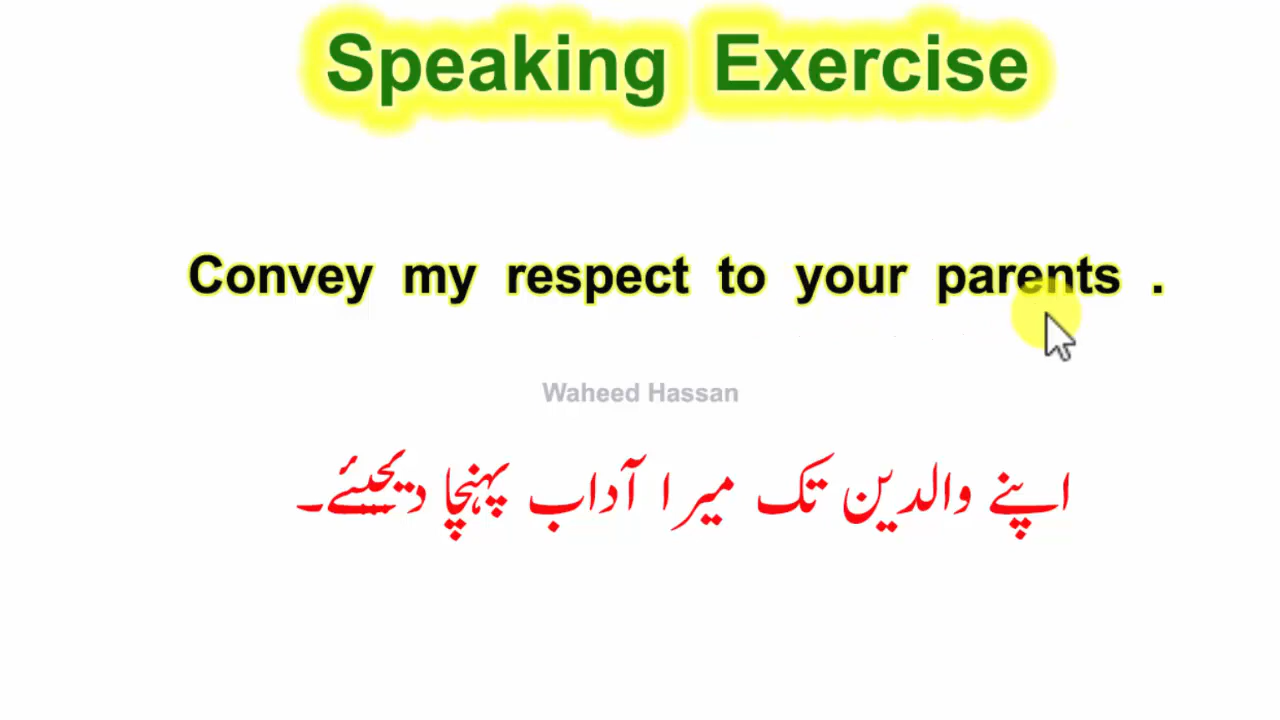 Speaking Exercise
Convey my respect to your parents .
Waheed Hassan
اپنے والدین تک میرا آداب پہنچا دیجیئے۔